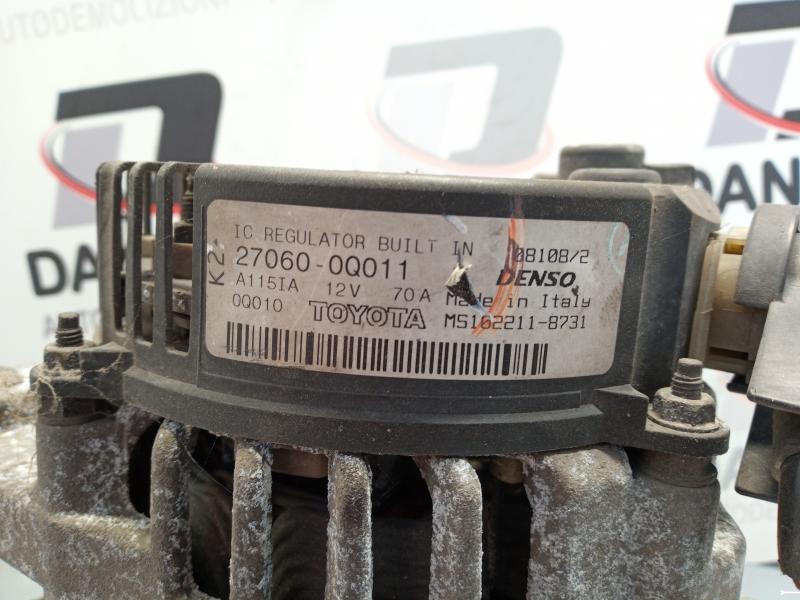 AUTODEMOLIZIONI
DAN
DAN
IC REGULATOR BUILT IN
08108/2
K2
27060-0Q011
DENSO
A115IA 12V 70A Made in Italy
0Q010 TOYOTA MS102211-8731